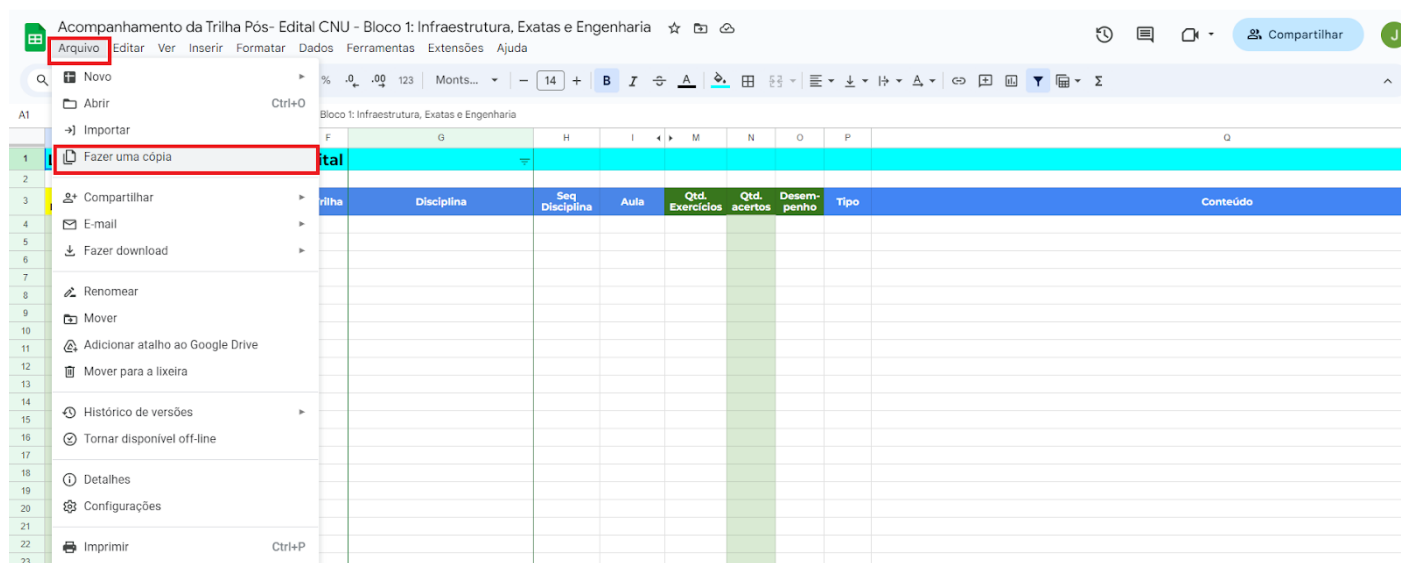 Acompanhamento da Trilha Pós- Edital CNU - Bloco 1: Infraestrutura, Exatas e Engenharia
Arquivo Editar Ver Inserir Formatar Dados Ferramentas Extensões Ajuda
Compartilhar
J
% .0 .00 123 Monts... − 14 + B I S A Σ
A1
Bloco 1: Infraestrutura, Exatas e Engenharia
Novo
Abrir Ctrl+O
Importar
Fazer uma cópia
Compartilhar
E-mail
Fazer download
Renomear
Mover
Adicionar atalho ao Google Drive
Mover para a lixeira
Histórico de versões
Tornar disponível off-line
Detalhes
Configurações
Imprimir Ctrl+P
F G H I M N O P Q
1
2
3
4
5
6
7
8
9
10
11
12
13
14
15
16
17
18
19
20
21
22
23
ital
rilha
Disciplina
Seq
Disciplina
Aula
Qtd.
Exercícios
Qtd.
acertos
Desem-
penho
Tipo
Conteúdo